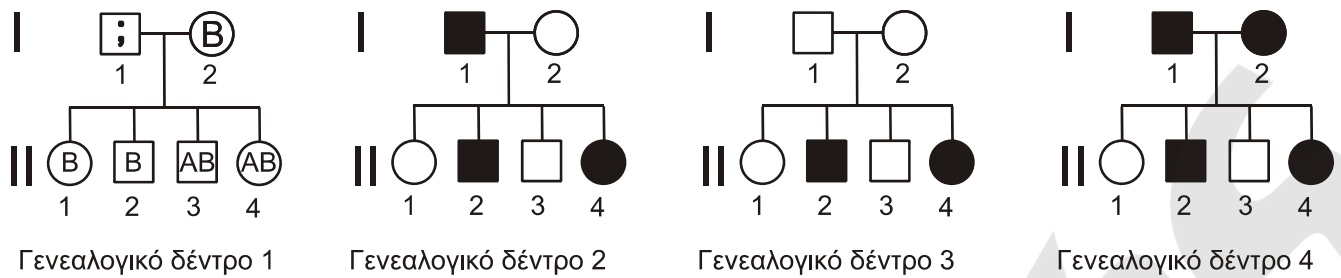 I ; B I I I
1 2 1 2 1 2 1 2
II B B AB AB II II II
1 2 3 4 1 2 3 4 1 2 3 4 1 2 3 4
Γενεαλογικό δέντρο 1 Γενεαλογικό δέντρο 2 Γενεαλογικό δέντρο 3 Γενεαλογικό δέντρο 4